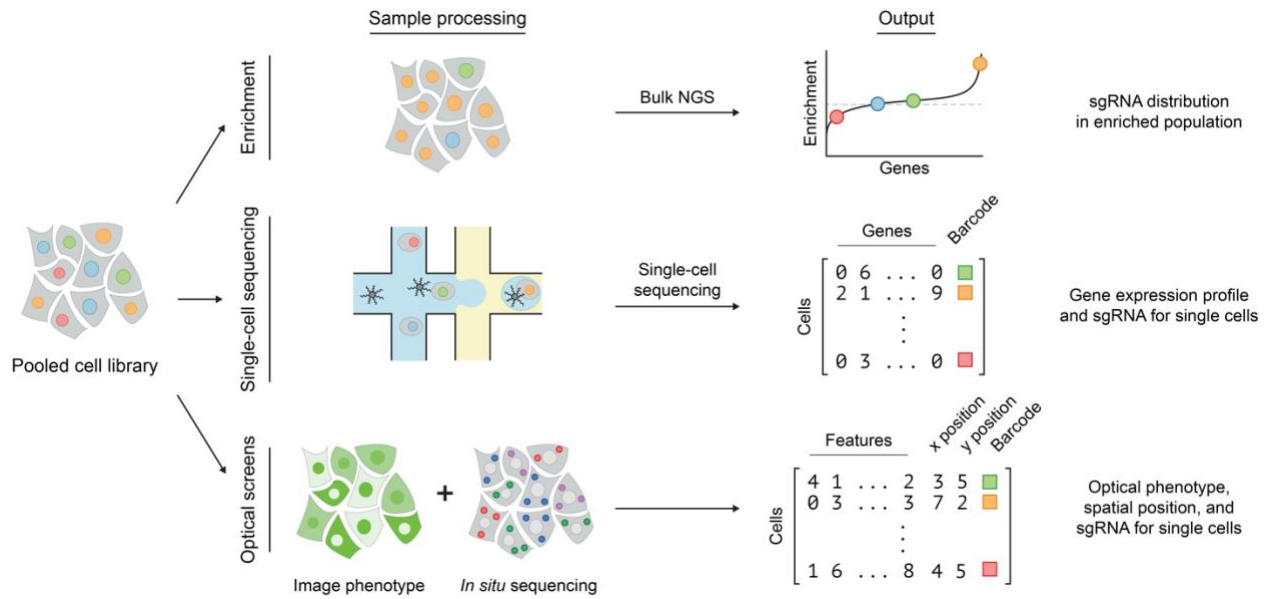 Sample processing
Output
Enrichment
Bulk NGS
Enrichment
Genes
sgRNA distribution
in enriched population
Pooled cell library
Single-cell sequencing
Single-cell
sequencing
Genes
Barcode
Cells
0 6 ... 0
2 1 ... 9
.
.
.
0 3 ... 0
Gene expression profile
and sgRNA for single cells
Optical screens
+
Image phenotype
In situ sequencing
Features
x position
y position
Barcode
Cells
4 1 ... 2 3 5
0 3 ... 3 7 2
.
.
.
1 6 ... 8 4 5
Optical phenotype,
spatial position, and
sgRNA for single cells